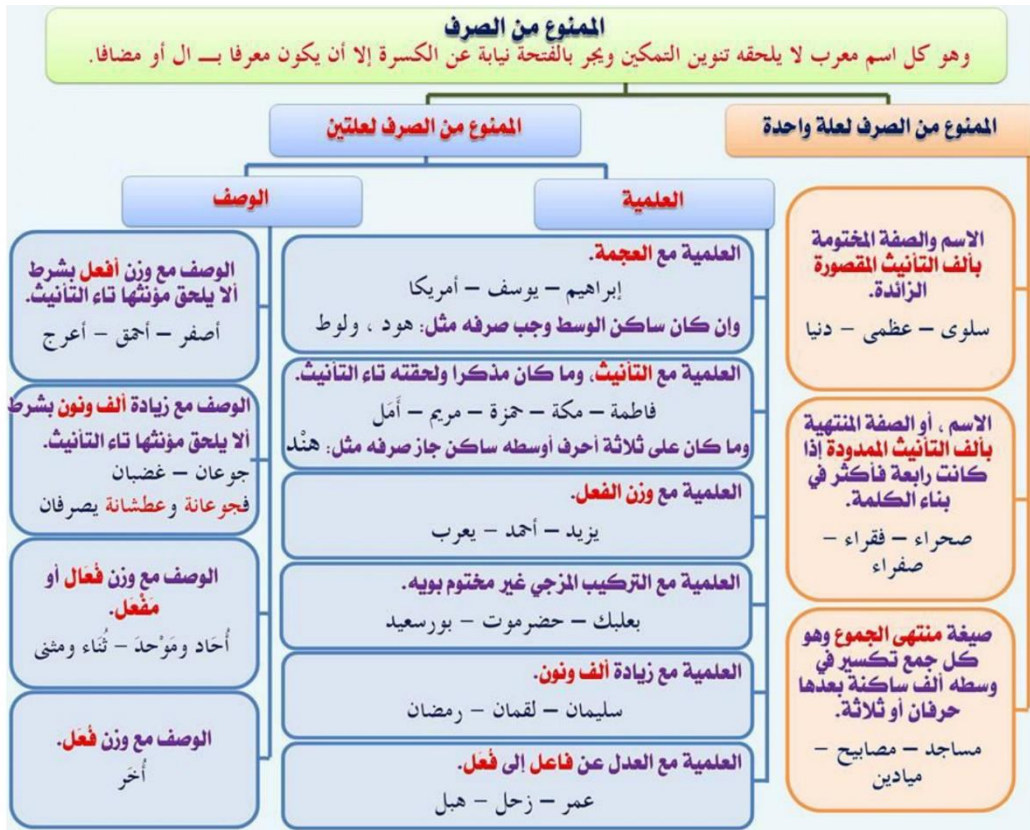 الممنوع من الصرف
وهو كل اسم معرب لا يلحقه تنوين التمكين ويجر بالفتحة نيابة عن الكسرة إلا أن يكون معرفا بـــ ال أو مضافا.
الممنوع من الصرف لعلة واحدة
الاسم والصفة المختومة
بألف التأنيث المقصورة
الزائدة.
سلوى – عظمى – دنيا
الاسم ، أو الصفة المنتهية
بألف التأنيث الممدودة إذا
كانت رابعة فأكثر في
بناء الكلمة.
صحراء – فقراء –
صفراء
صيغة منتهى الجموع وهو
كل جمع تكسير في
وسطه ألف ساكنة بعدها
حرفان أو ثلاثة.
مساجد – مصابيح –
ميادين
الممنوع من الصرف لعلتين
العلمية
العلمية مع العجمة.
إبراهيم – يوسف – أمريكا
وان كان ساكن الوسط وجب صرفه مثل: هود ، ولوط
العلمية مع التأنيث، وما كان مذكرا ولحقته تاء التأنيث.
فاطمة – مكة – حمزة – مريم – أَمَل
وما كان على ثلاثة أحرف أوسطه ساكن جاز صرفه مثل: هنْد
العلمية مع وزن الفعل.
يزيد – أحمد – يعرب
العلمية مع التركيب المزجي غير مختوم بويه.
بعلبك – حضرموت – بورسعيد
العلمية مع زيادة ألف ونون.
سليمان – لقمان – رمضان
العلمية مع العدل عن فاعل إلى فُعَل.
عمر – زحل – هبل
الوصف
الوصف مع وزن أفعل بشرط
ألا يلحق مؤنثها تاء التأنيث.
أصفر – أحمق – أعرج
الوصف مع زيادة ألف ونون بشرط
ألا يلحق مؤنثها تاء التأنيث.
جوعان – غضبان
فجوعانة وعطشانة يصرفان
الوصف مع وزن فُعَال أو
مَفْعَل.
أُحَاد ومَوْحدَ – ثُنَاء ومثنى
الوصف مع وزن فُعَل.
أُخَر